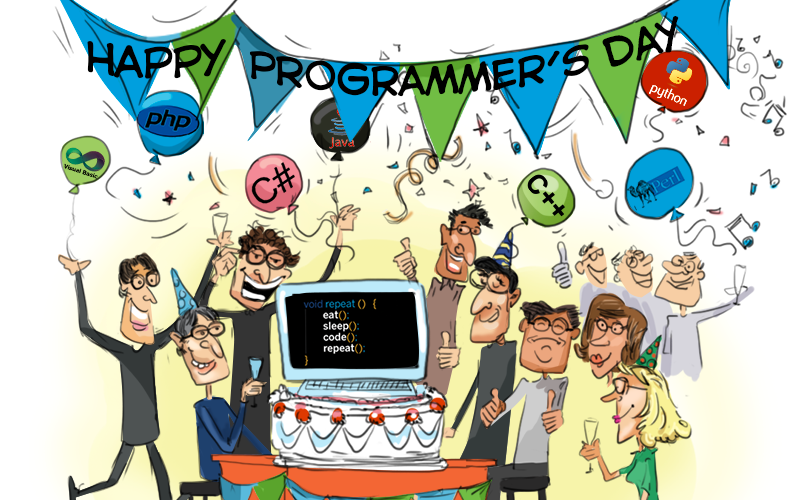 HAPPY PROGRAMMER'S DAY
php
Java
python
Visual Basic
C#
C++
Perl
void repeat () {
eat();
sleep();
code();
repeat();
}